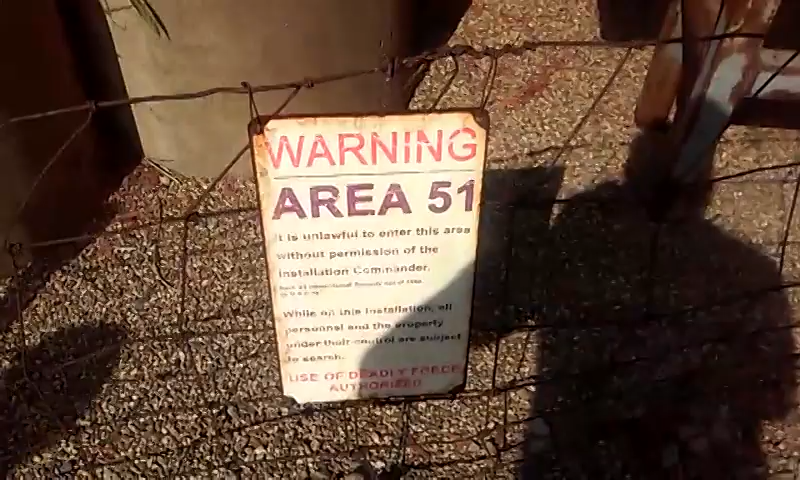 WARNING
AREA 51
It is unlawful to enter this area
without permission of the
Installation Commander.
While on this Installation, all
personnel and the property
under their control are subject
to search.
USE OF DEADLY FORCE
AUTHORIZED